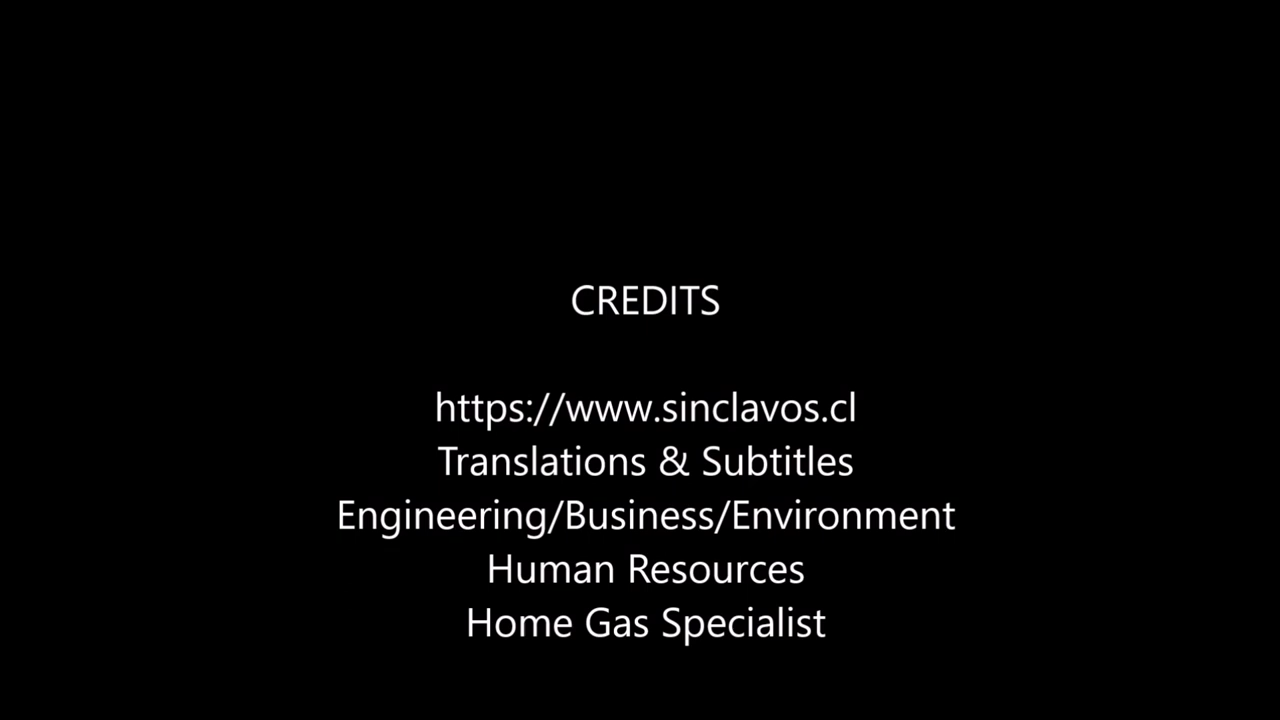 CREDITS
https://www.sinclavos.cl
Translations & Subtitles
Engineering/Business/Environment
Human Resources
Home Gas Specialist